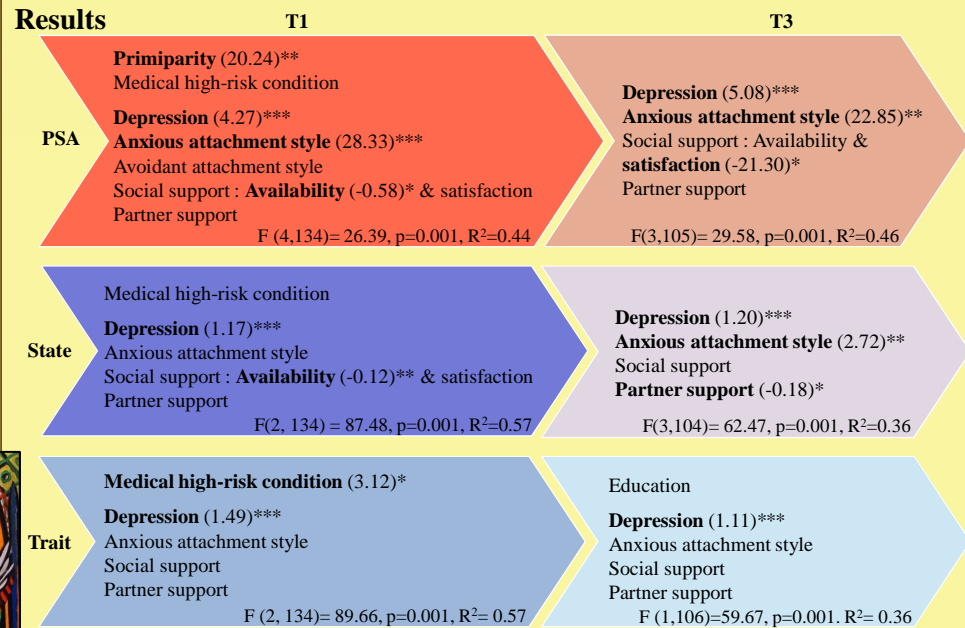 Results
T1
T3
PSA
Primiparity (20.24)**
Medical high-risk condition
Depression (4.27)***
Anxious attachment style (28.33)***
Avoidant attachment style
Social support : Availability (-0.58)* & satisfaction
Partner support
F (4,134)= 26.39, p=0.001, R²=0.44
Depression (5.08)***
Anxious attachment style (22.85)**
Social support : Availability &
satisfaction (-21.30)*
Partner support
F(3,105)= 29.58, p=0.001, R²=0.46
State
Medical high-risk condition
Depression (1.17)***
Anxious attachment style
Social support : Availability (-0.12)** & satisfaction
Partner support
F(2, 134) = 87.48, p=0.001, R²=0.57
Depression (1.20)***
Anxious attachment style (2.72)**
Social support
Partner support (-0.18)*
F(3,104)= 62.47, p=0.001, R²=0.36
Trait
Medical high-risk condition (3.12)*
Depression (1.49)***
Anxious attachment style
Social support
Partner support
F (2, 134)= 89.66, p=0.001, R²= 0.57
Education
Depression (1.11)***
Anxious attachment style
Social support
Partner support
F (1,106)=59.67, p=0.001. R²= 0.36